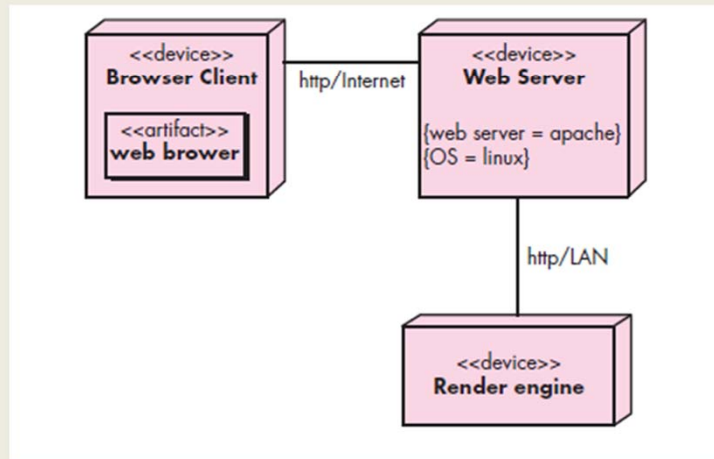 <<device>>
Browser Client
<<artifact>>
web brower
http/Internet
<<device>>
Web Server
{web server = apache}
{OS = linux}
http/LAN
<<device>>
Render engine